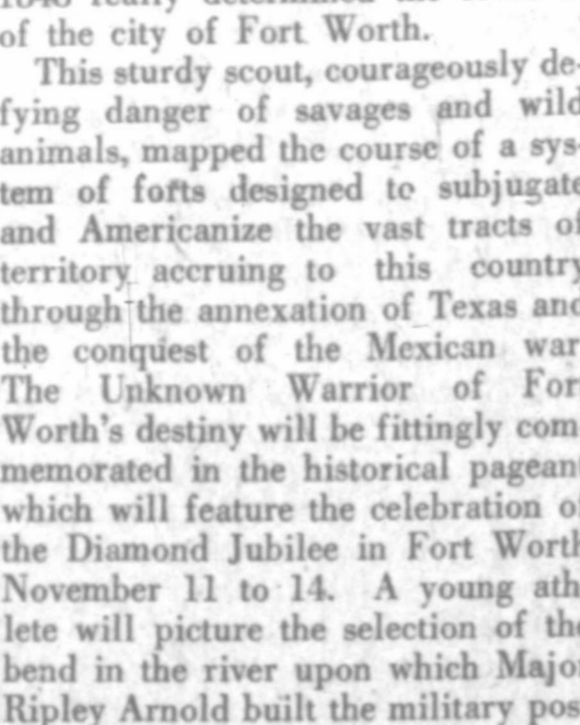 of the city of Fort Worth.
This sturdy scout, courageously de-
fying danger of savages and wild
animals, mapped the course of a sys-
tem of forts designed to subjugate
and Americanize the vast tracts of
territory accruing to this country
through the annexation of Texas and
the conquest of the Mexican war
The Unknown Warrior of Fort
Worth's destiny will be fittingly com-
memorated in the historical pageant
which will feature the celebration of
the Diamond Jubilee in Fort Worth
November 11 to 14. A young ath-
lete will picture the selection of the
bend in the river upon which Major
Ripley Arnold built the military post